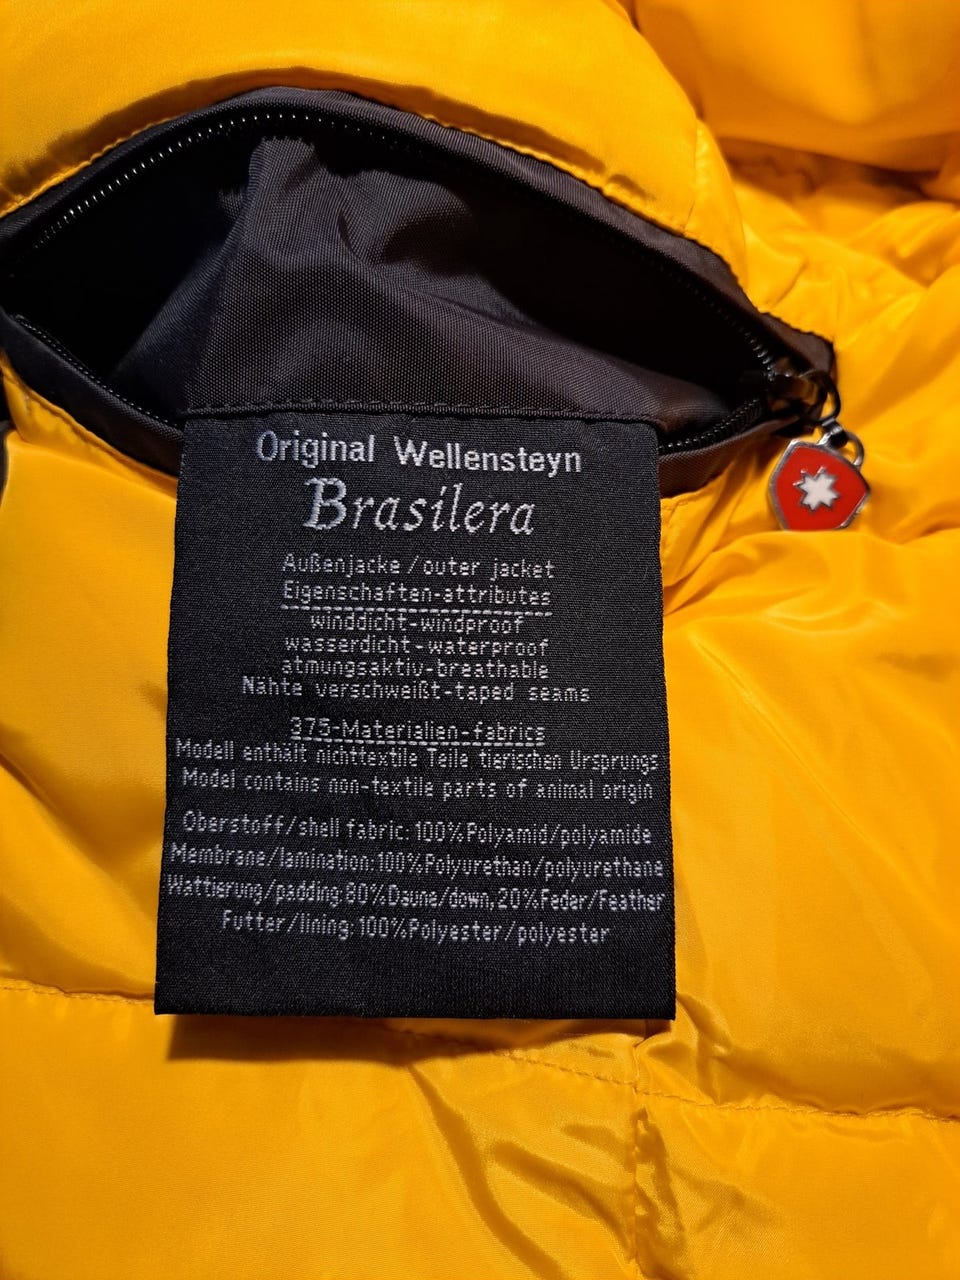 Original Wellensteyn
Brasilera
Außenjacke/outer jacket
Eigenschaften-attributes
winddicht-windproof
wasserdicht-waterproof
atmungsaktiv-breathable
Nähte verschweißt-taped seams
375-Materialien-fabrics
Modell enthält nichttextile Teile tierischen Ursprungs
Model contains non-textile parts of animal origin
Oberstoff/shell fabric: 100%Polyamid/polyamide
Membrane/lamination:100%Polyurethan/polyurethane
Wattierung/padding:80%Daune/down,20%Feder/Feather
Futter/lining:100%Polyester/polyester